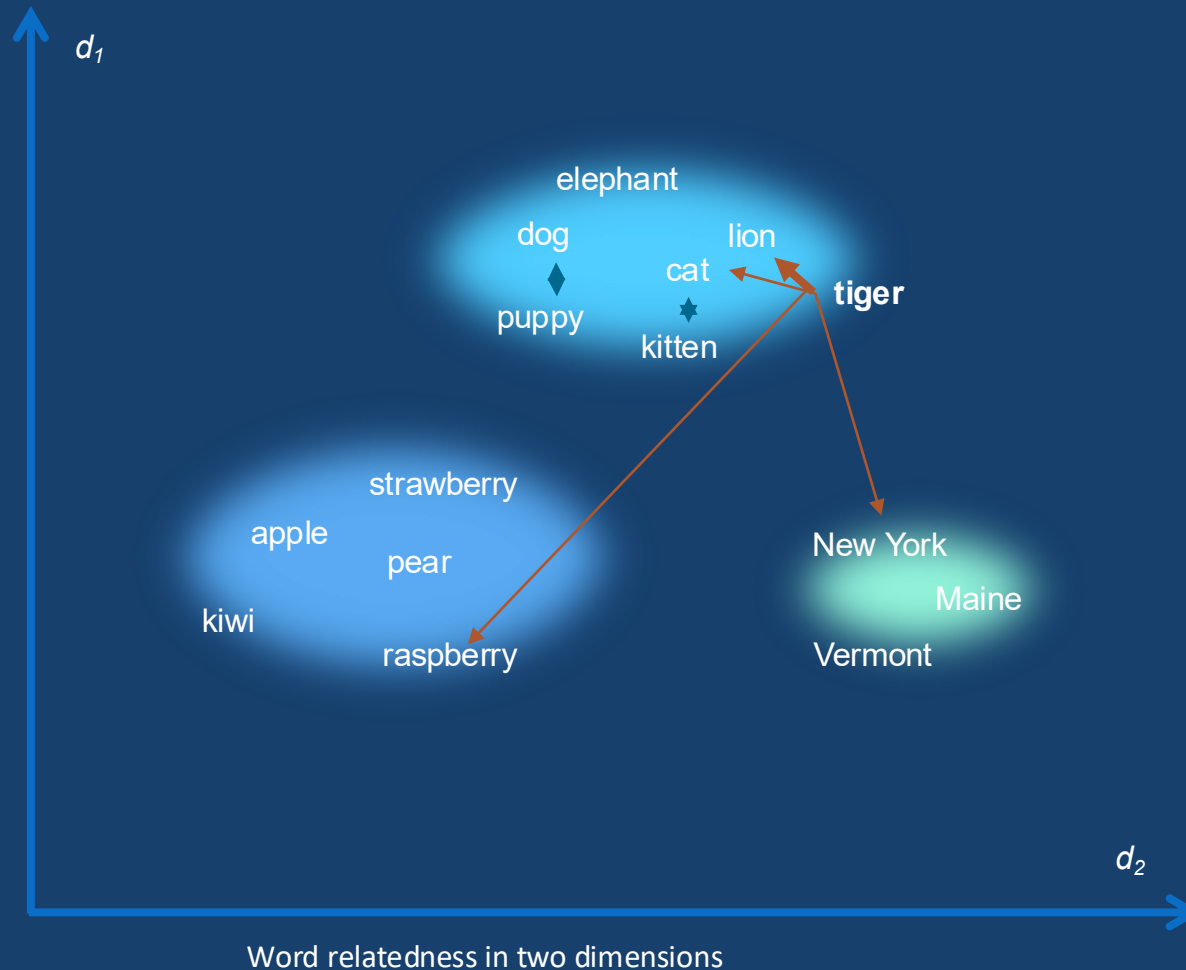 d₁
elephant
dog
lion
cat
tiger
puppy
kitten
strawberry
apple
pear
New York
Maine
kiwi
raspberry
Vermont
d₂
Word relatedness in two dimensions